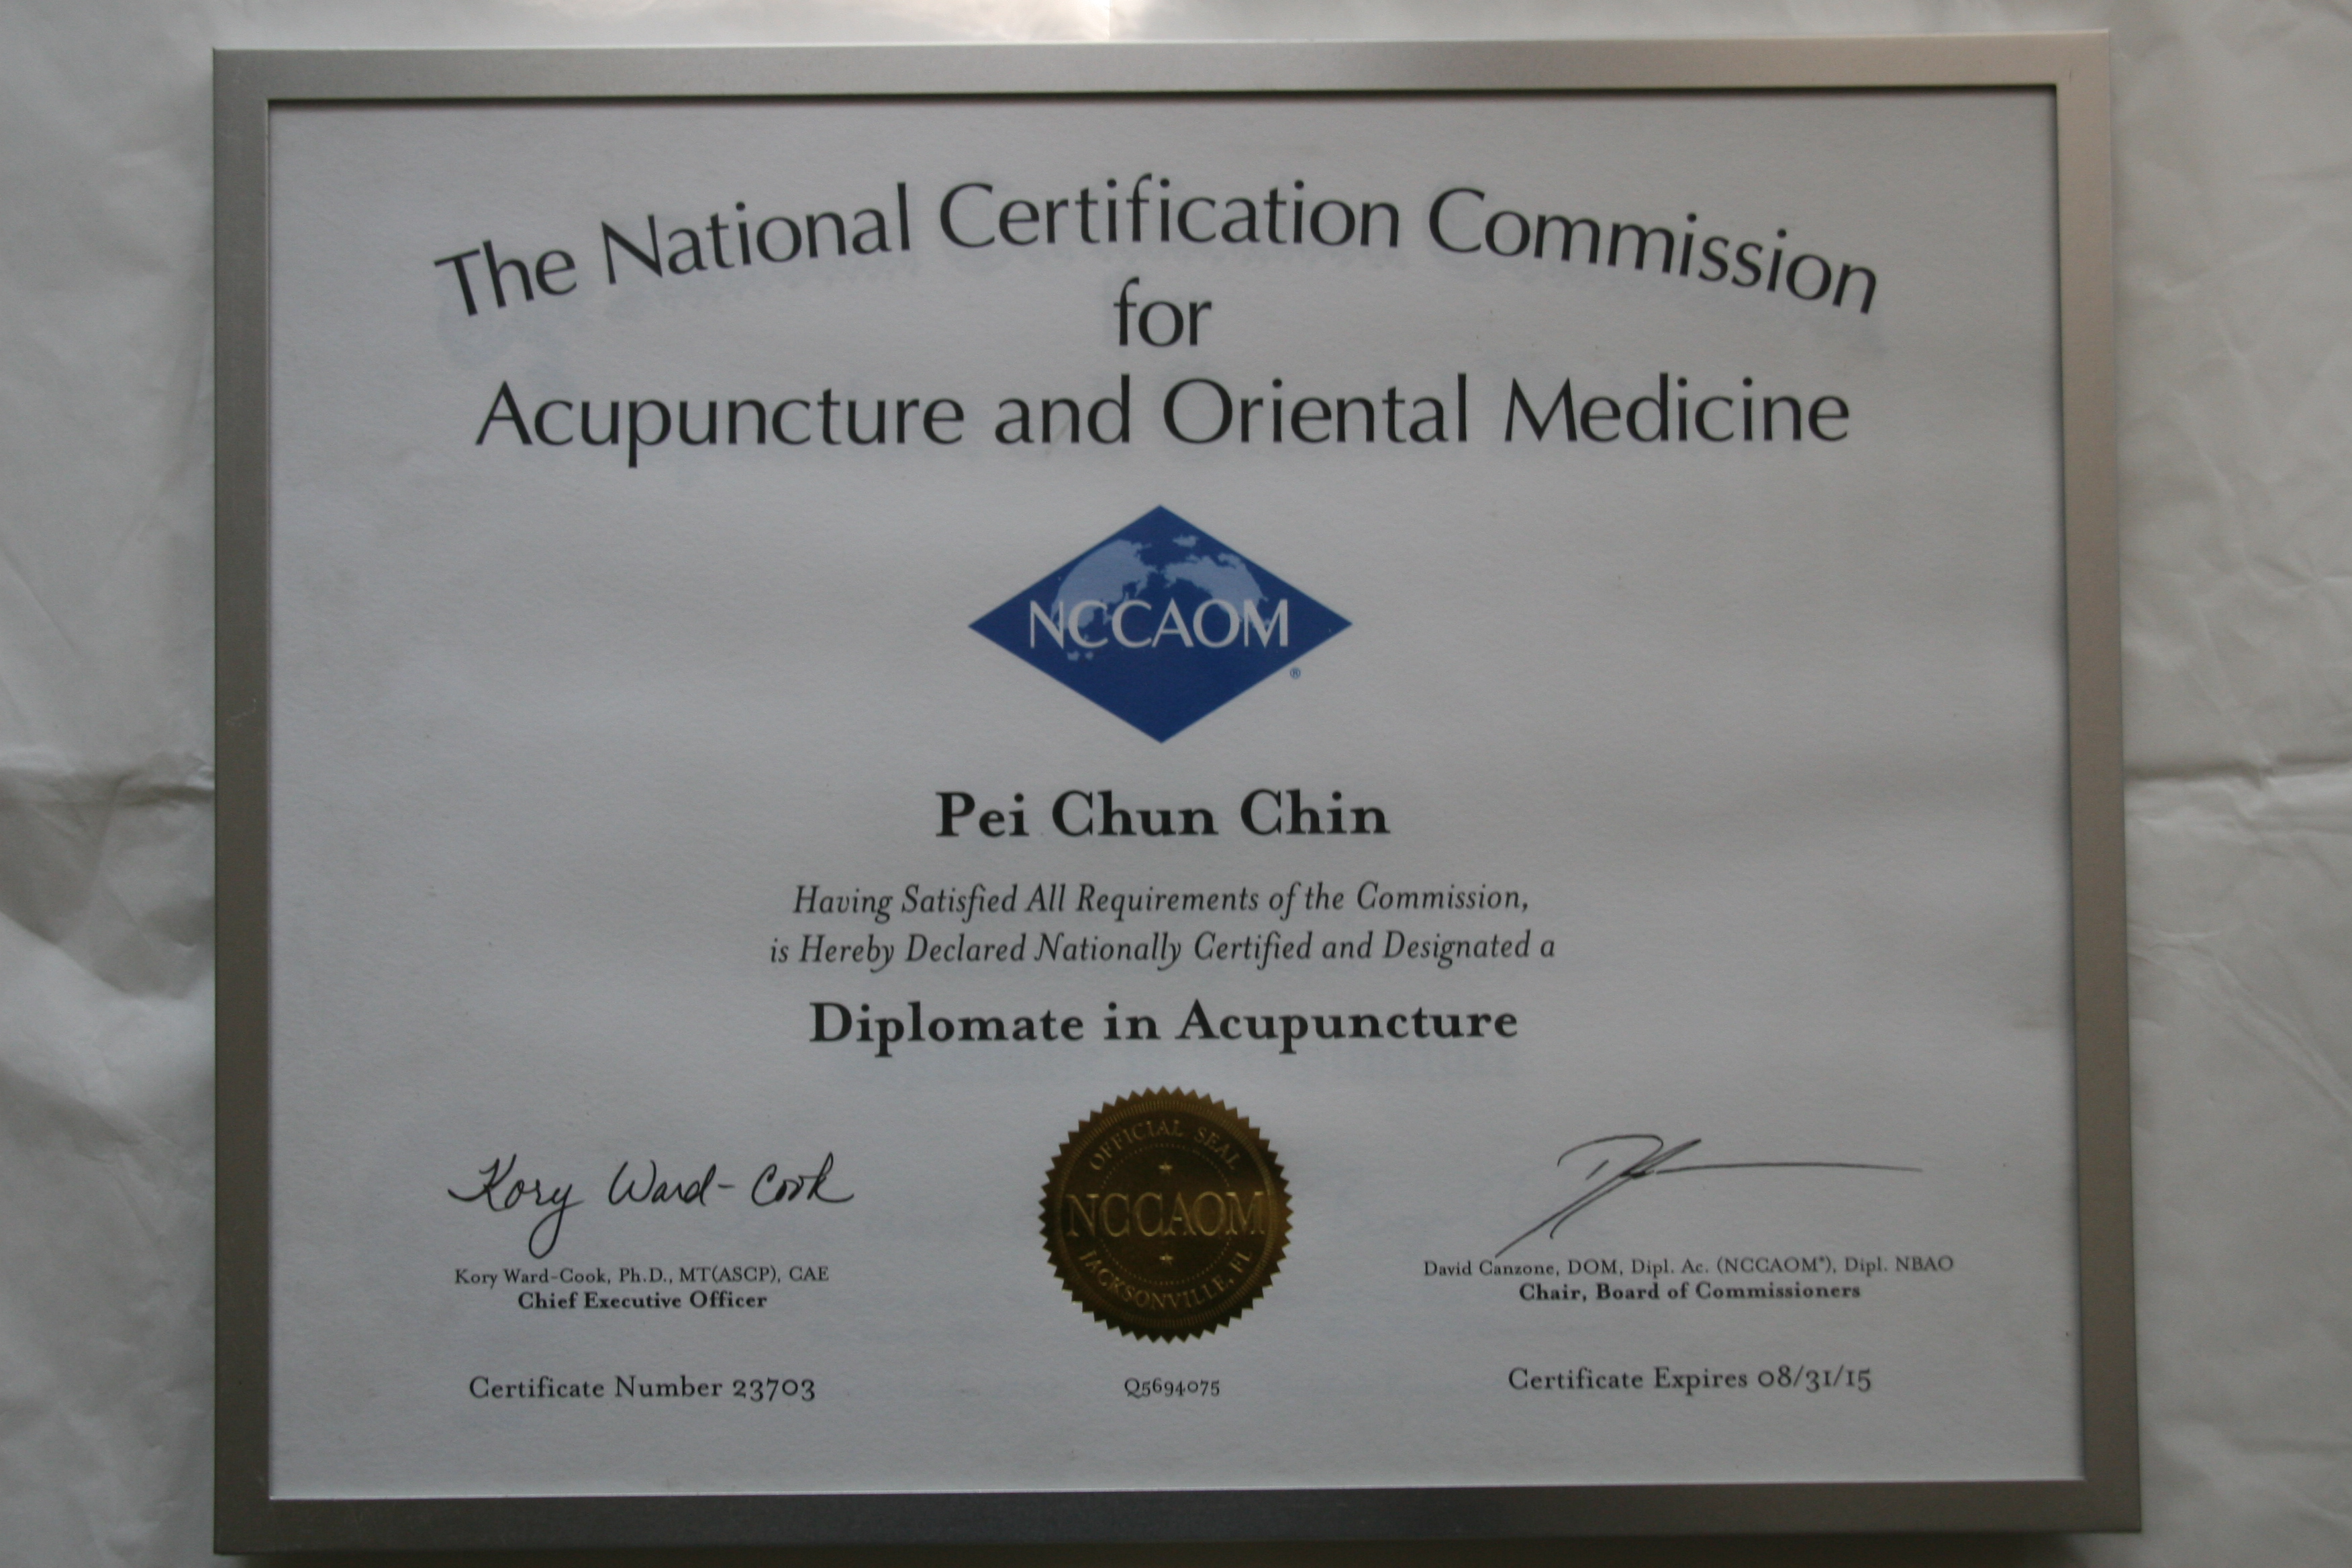 The National Certification Commission
for
Acupuncture and Oriental Medicine
NCCAOM
®
Pei Chun Chin
Having Satisfied All Requirements of the Commission,
is Hereby Declared Nationally Certified and Designated a
Diplomate in Acupuncture
Kory Ward-Cook
Kory Ward-Cook, Ph.D., MT(ASCP), CAE
Chief Executive Officer
OFFICIAL SEAL
NCCAOM
JACKSONVILLE, FL
David Canzone, DOM, Dipl. Ac. (NCCAOM®), Dipl. NBAO
Chair, Board of Commissioners
Certificate Number 23703
Q5694075
Certificate Expires 08/31/15